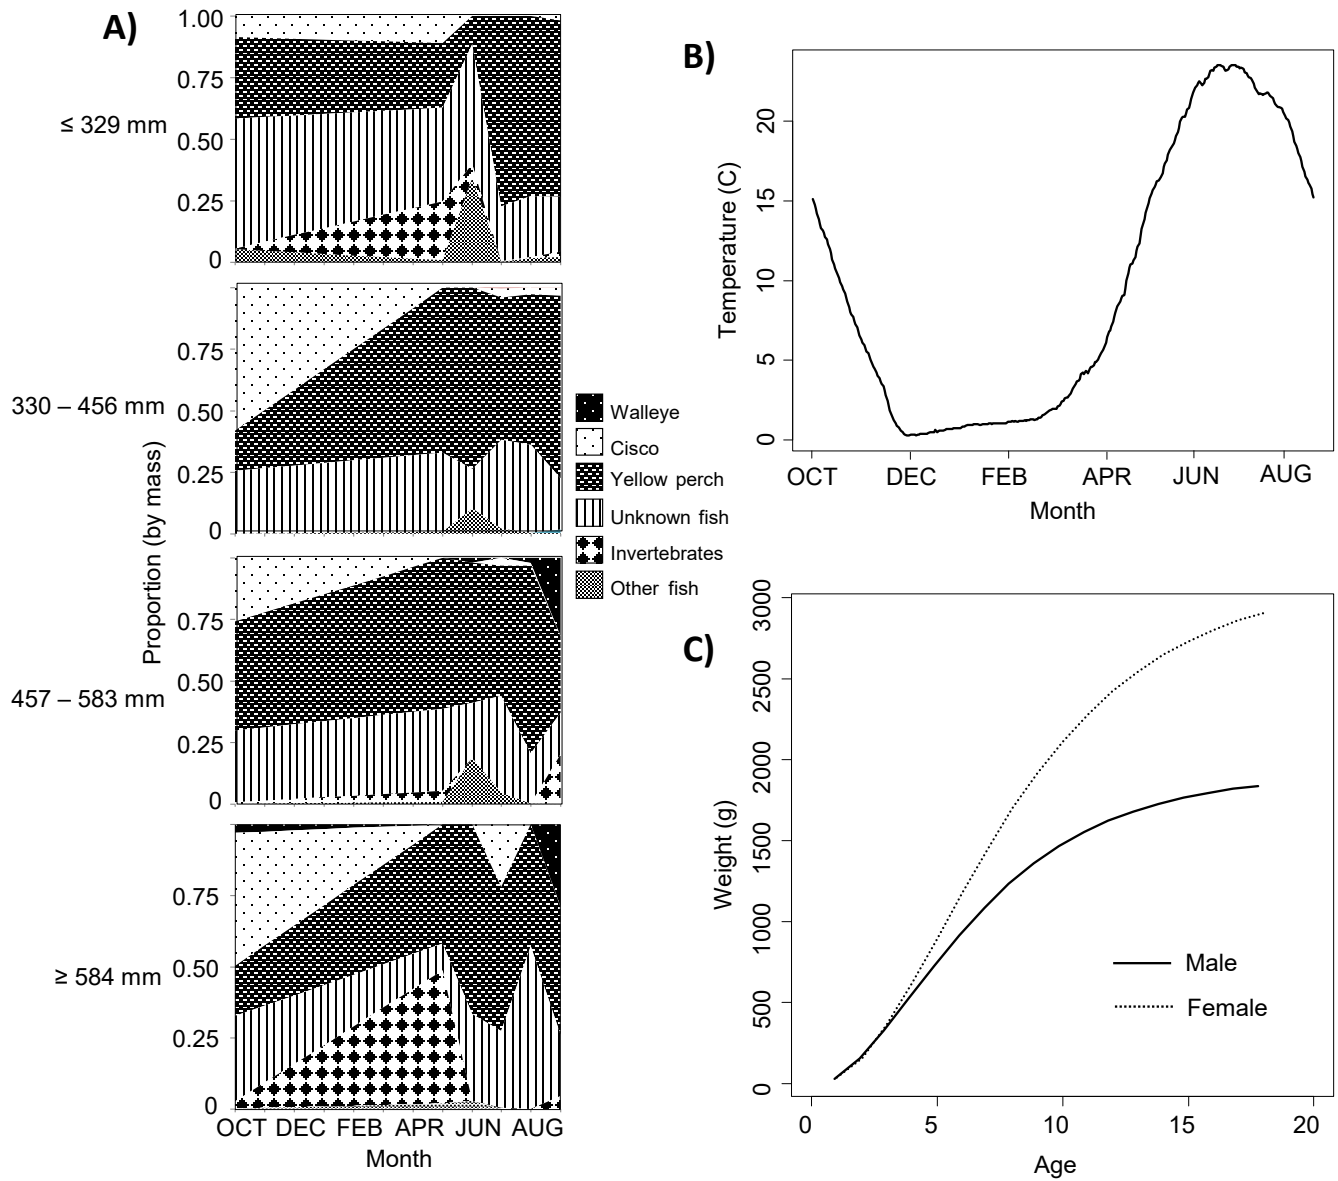 A)
1.00
0.75
≤ 329 mm
0.50
0.25
0
0.75
330 – 456 mm
0.50
0.25
0
0.75
457 – 583 mm
0.50
0.25
0
0.75
≥ 584 mm
0.50
0.25
0
Proportion (by mass)
OCT DEC FEB APR JUN AUG
Month
Walleye
Cisco
Yellow perch
Unknown fish
Invertebrates
Other fish
B)
Temperature (C)
20
15
10
5
0
OCT DEC FEB APR JUN AUG
Month
C)
Weight (g)
3000
2500
2000
1500
1000
500
0
Male
Female
0 5 10 15 20
Age